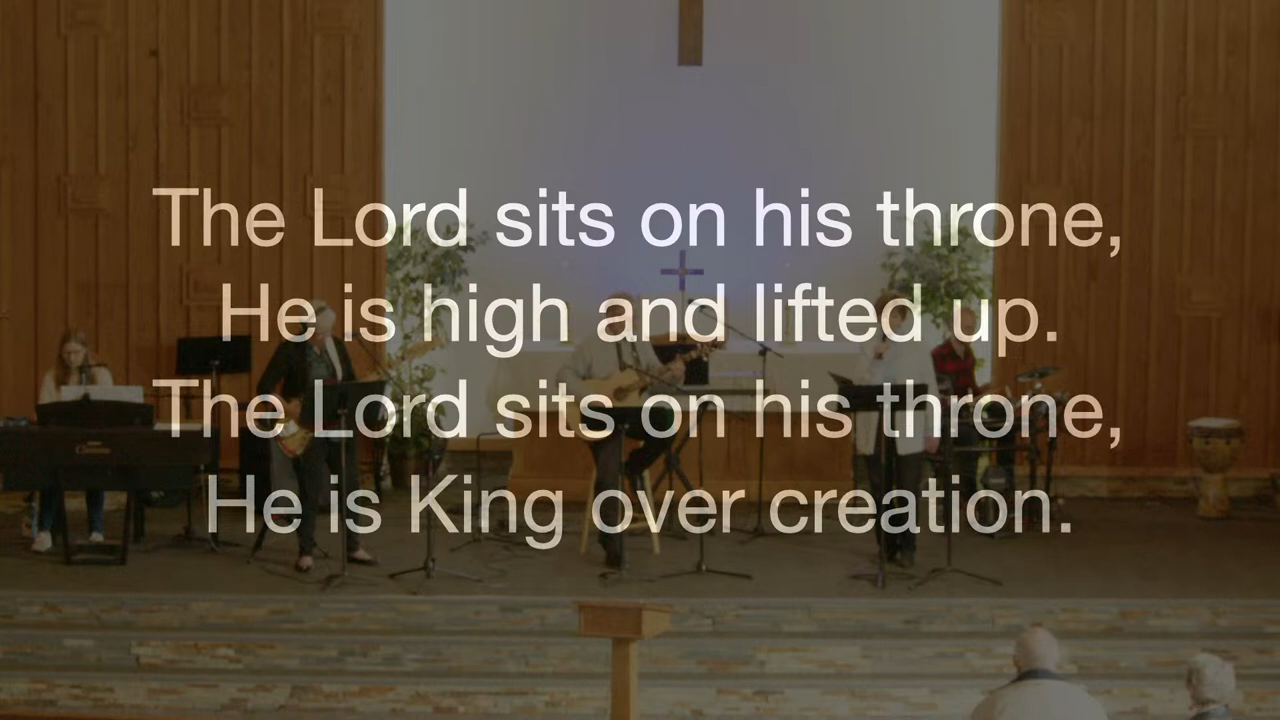 The Lord sits on his throne,
He is high and lifted up.
The Lord sits on his throne,
He is King over creation.